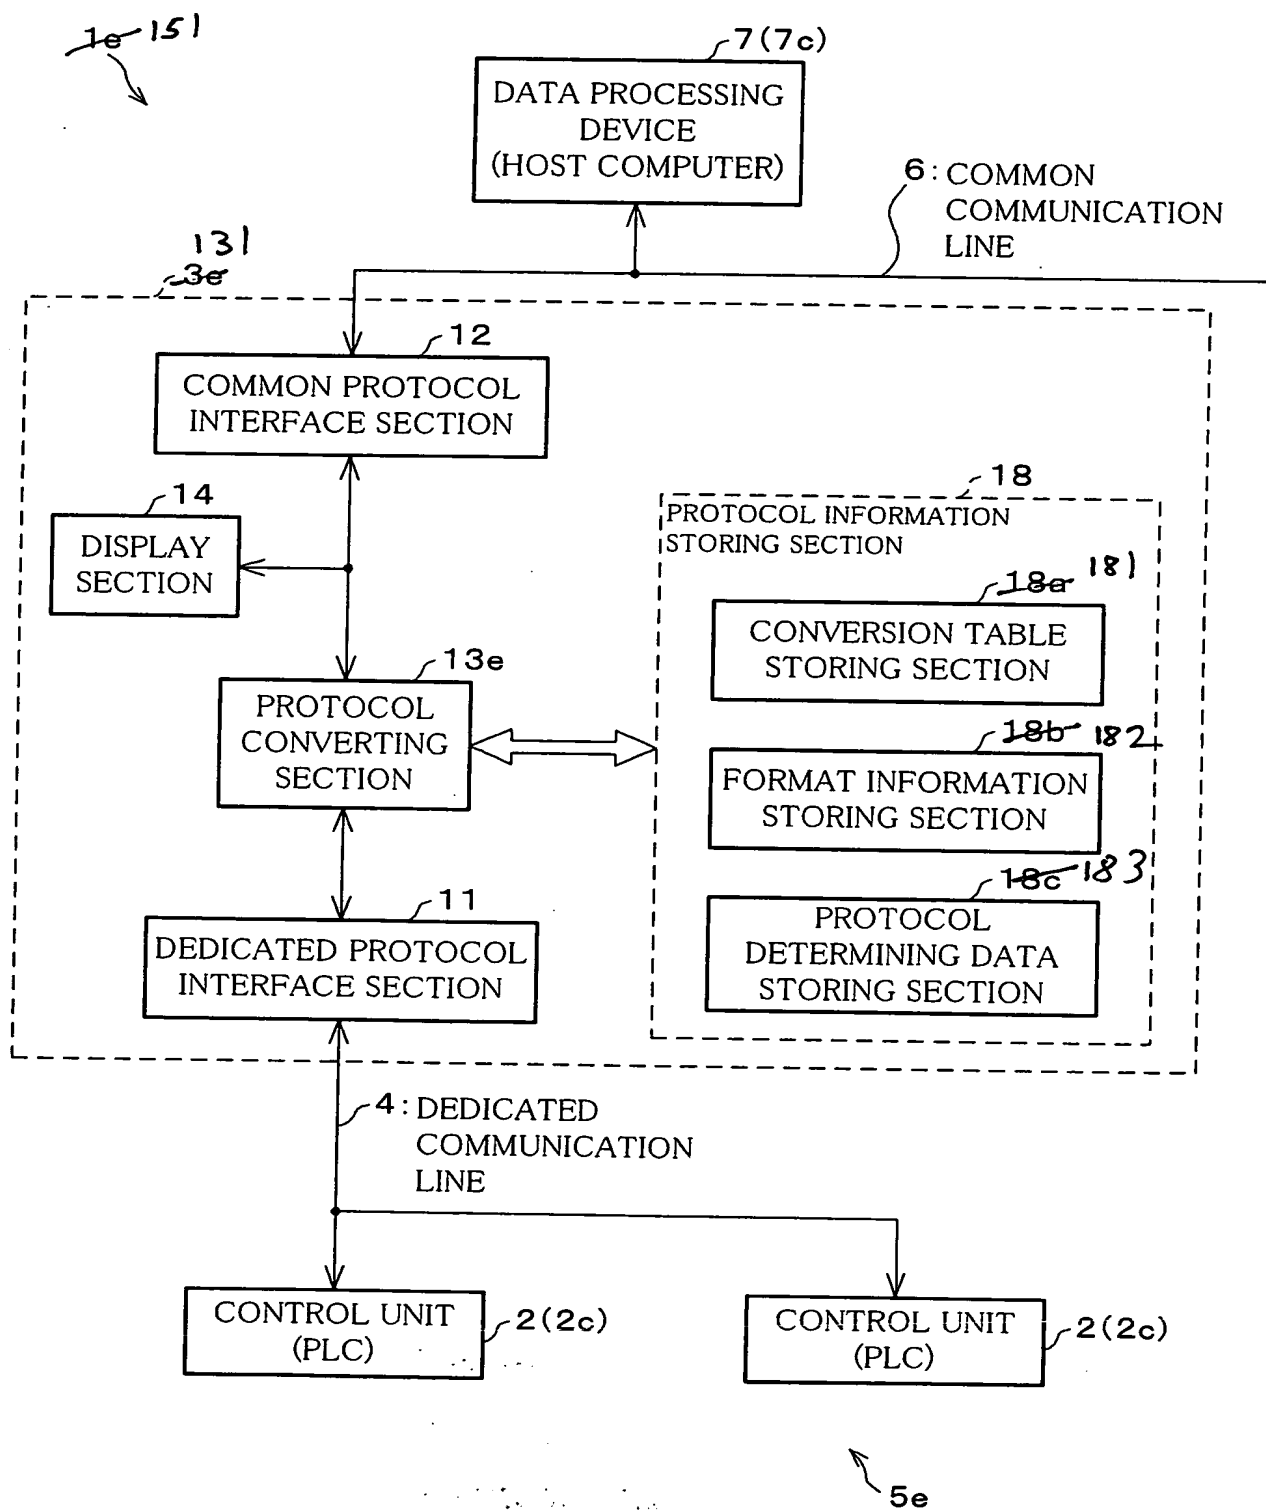 1e 151
7(7c)
DATA PROCESSING
DEVICE
(HOST COMPUTER)
6: COMMON
COMMUNICATION
LINE
131
3e
12
COMMON PROTOCOL
INTERFACE SECTION
14
DISPLAY
SECTION
18
PROTOCOL INFORMATION
STORING SECTION
18a 181
CONVERSION TABLE
STORING SECTION
13e
PROTOCOL
CONVERTING
SECTION
18b 182
FORMAT INFORMATION
STORING SECTION
18c 183
PROTOCOL
DETERMINING DATA
STORING SECTION
11
DEDICATED PROTOCOL
INTERFACE SECTION
4: DEDICATED
COMMUNICATION
LINE
CONTROL UNIT
(PLC)
2(2c)
CONTROL UNIT
(PLC)
2(2c)
5e